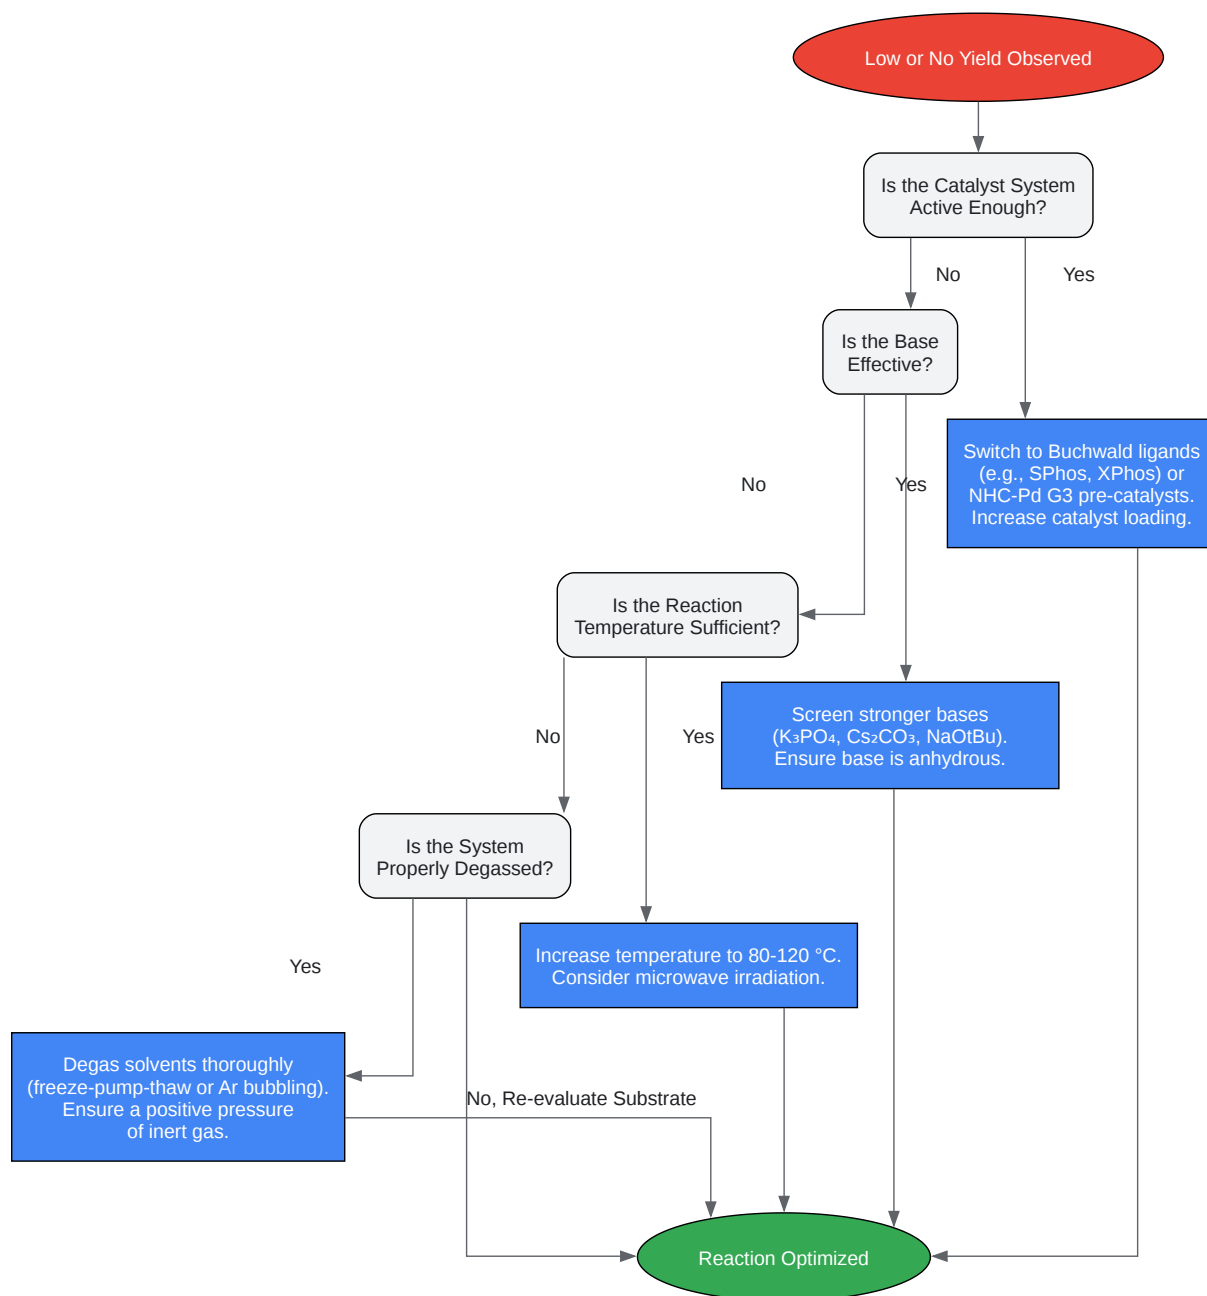 Low or No Yield Observed
Is the Catalyst System
Active Enough?
No
Yes
Is the Base
Effective?
Switch to Buchwald ligands
(e.g., SPhos, XPhos) or
NHC-Pd G3 pre-catalysts.
Increase catalyst loading.
No
Yes
Is the Reaction
Temperature Sufficient?
Screen stronger bases
(K₃PO₄, Cs₂CO₃, NaOtBu).
Ensure base is anhydrous.
No
Yes
Is the System
Properly Degassed?
Increase temperature to 80-120 °C.
Consider microwave irradiation.
Yes
Degas solvents thoroughly
(freeze-pump-thaw or Ar bubbling).
Ensure a positive pressure
of inert gas.
No, Re-evaluate Substrate
Reaction Optimized